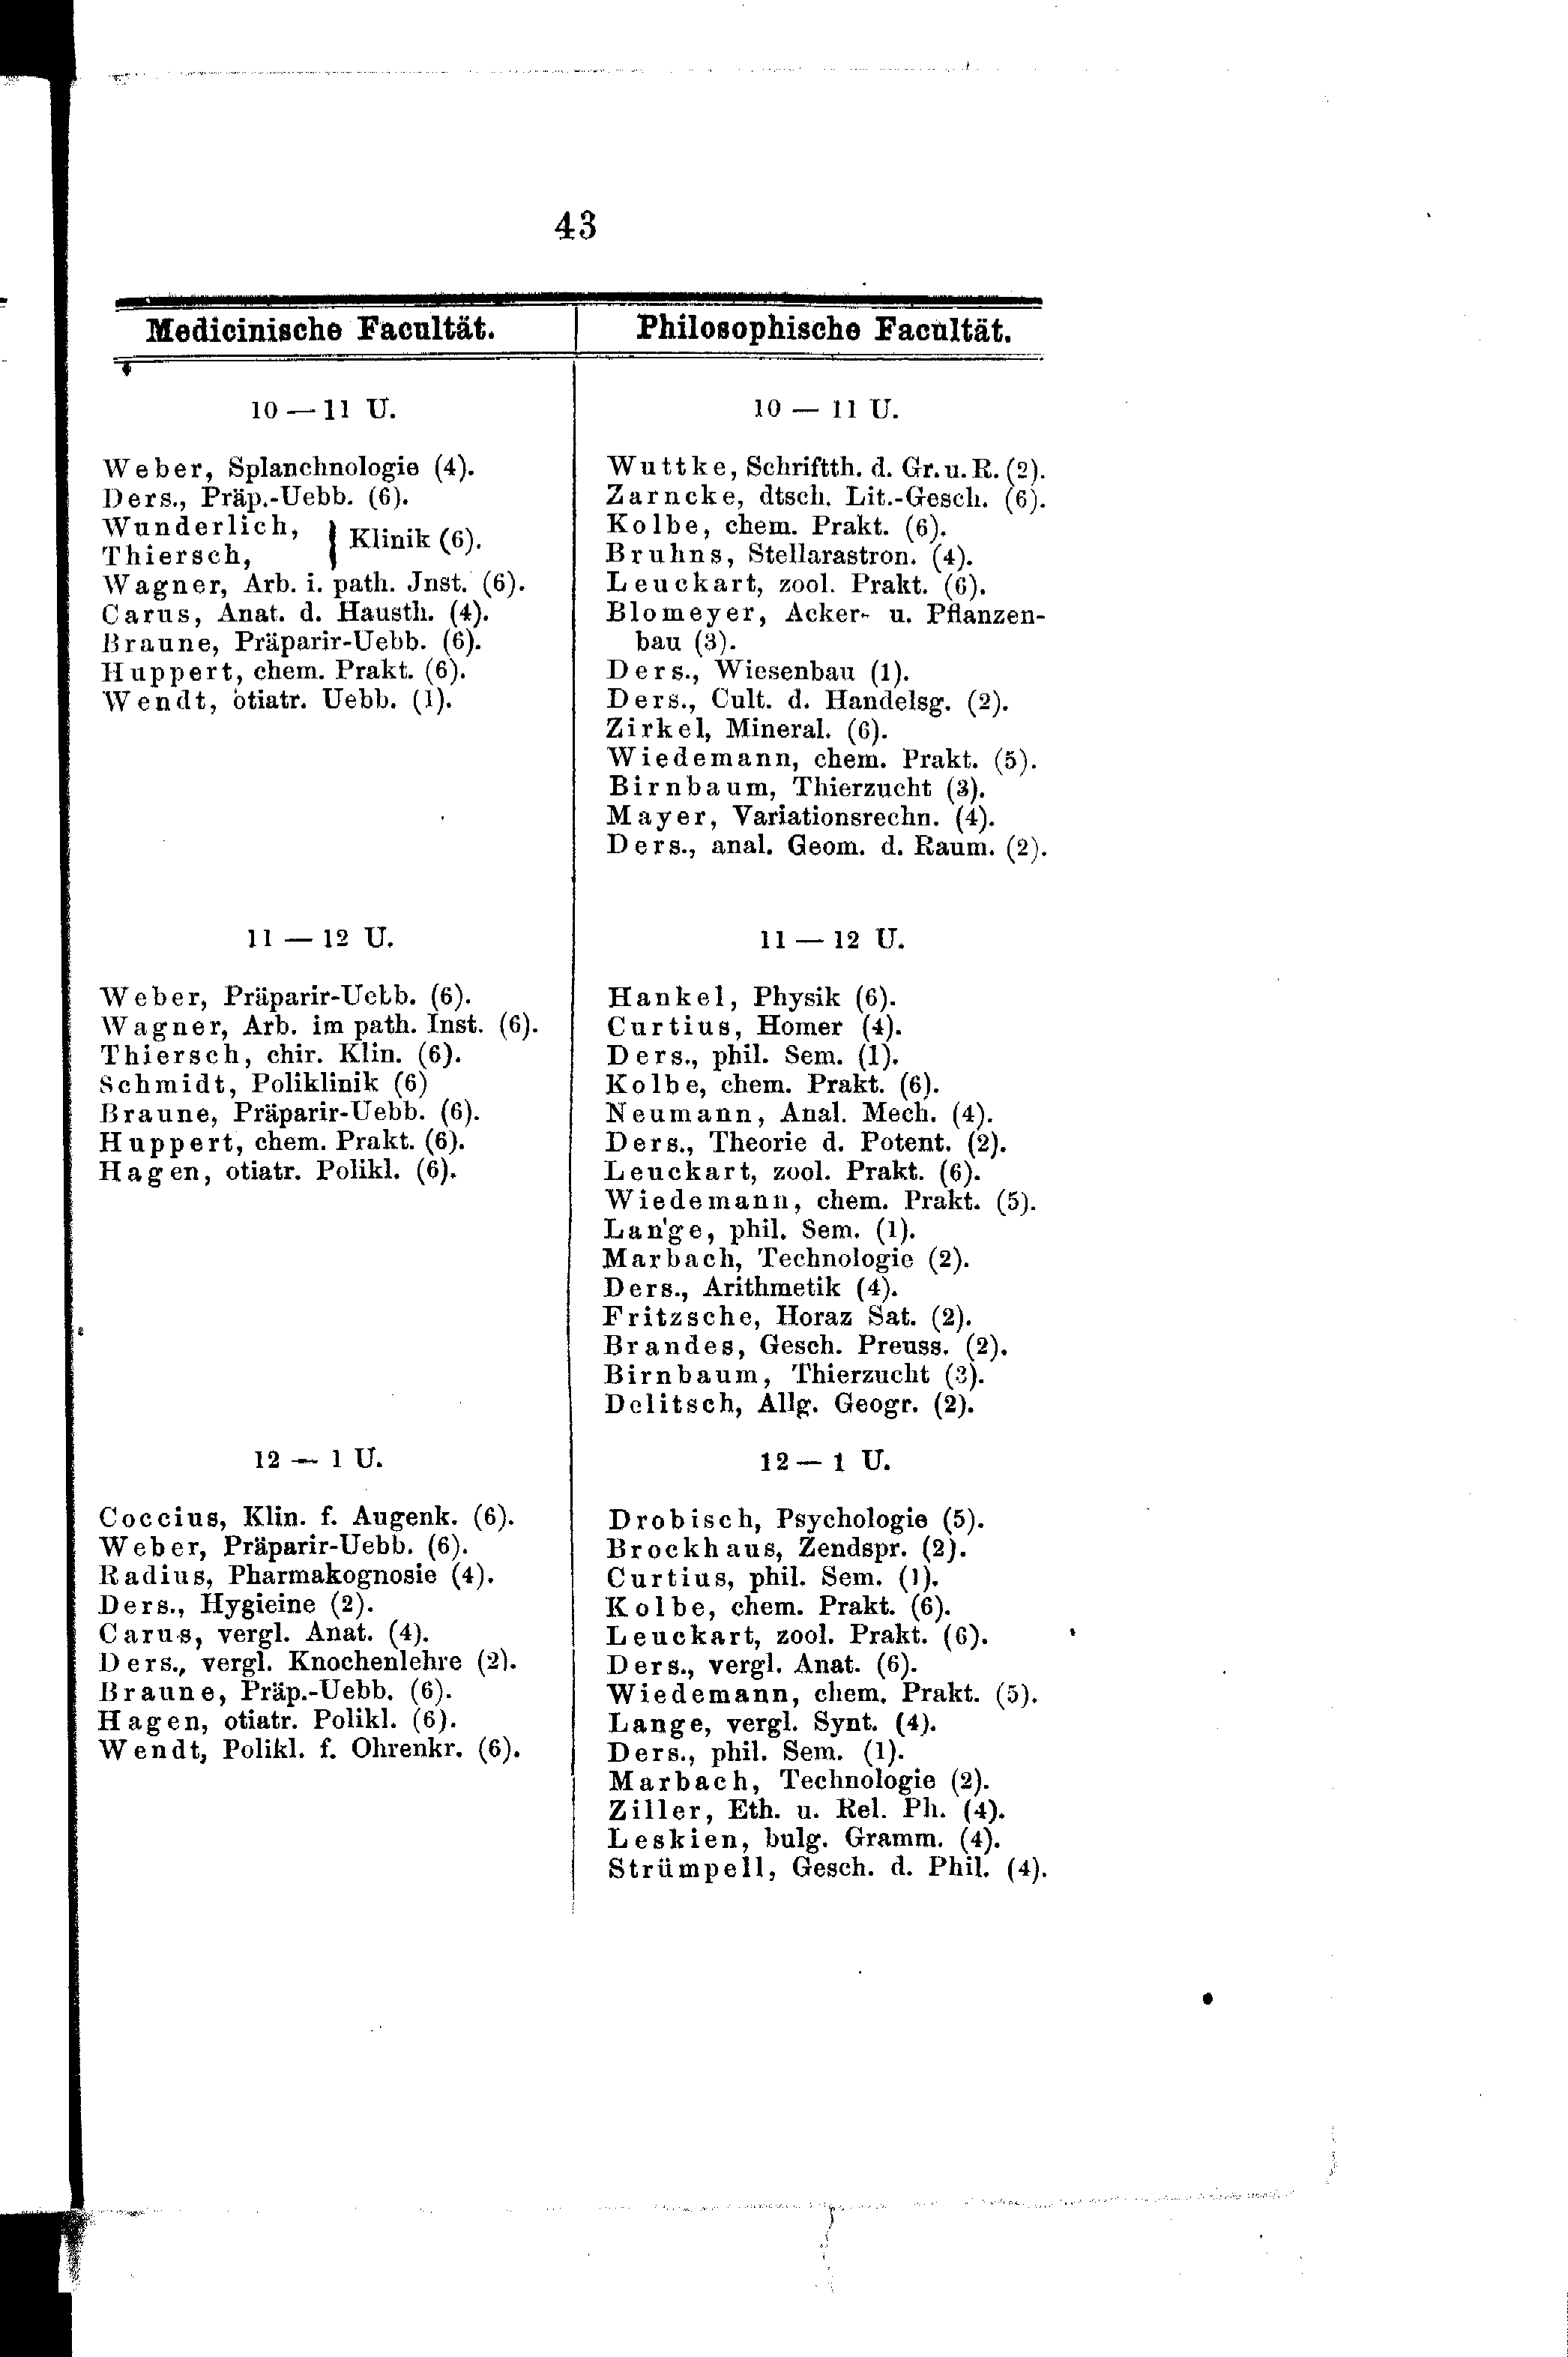 43
Medicinische Facultät.
10 — 11 U.
Weber, Splanchnologie (4).
Ders., Präp.-Uebb. (6).
Wunderlich,
Thiersch, } Klinik (6).
Wagner, Arb. i. path. Jnst. (6).
Carus, Anat. d. Hausth. (4).
Braune, Präparir-Uebb. (6).
Huppert, chem. Prakt. (6).
Wendt, otiatr. Uebb. (1).
11 — 12 U.
Weber, Präparir-Uebb. (6).
Wagner, Arb. im path. Inst. (6).
Thiersch, chir. Klin. (6).
Schmidt, Poliklinik (6)
Braune, Präparir-Uebb. (6).
Huppert, chem. Prakt. (6).
Hagen, otiatr. Polikl. (6).
12 — 1 U.
Coccius, Klin. f. Augenk. (6).
Weber, Präparir-Uebb. (6).
Radius, Pharmakognosie (4).
Ders., Hygieine (2).
Carus, vergl. Anat. (4).
Ders., vergl. Knochenlehre (2).
Braune, Präp.-Uebb. (6).
Hagen, otiatr. Polikl. (6).
Wendt, Polikl. f. Ohrenkr. (6).
Philosophische Facultät.
10 — 11 U.
Wuttke, Schriftth. d. Gr. u. R. (2).
Zarncke, dtsch. Lit.-Gesch. (6).
Kolbe, chem. Prakt. (6).
Bruhns, Stellarastron. (4).
Leuckart, zool. Prakt. (6).
Blomeyer, Acker- u. Pflanzen-
bau (3).
Ders., Wiesenbau (1).
Ders., Cult. d. Handelsg. (2).
Zirkel, Mineral. (6).
Wiedemann, chem. Prakt. (5).
Birnbaum, Thierzucht (3).
Mayer, Variationsrechn. (4).
Ders., anal. Geom. d. Raum. (2).
11 — 12 U.
Hankel, Physik (6).
Curtius, Homer (4).
Ders., phil. Sem. (1).
Kolbe, chem. Prakt. (6).
Neumann, Anal. Mech. (4).
Ders., Theorie d. Potent. (2).
Leuckart, zool. Prakt. (6).
Wiedemann, chem. Prakt. (5).
Lange, phil. Sem. (1).
Marbach, Technologie (2).
Ders., Arithmetik (4).
Fritzsche, Horaz Sat. (2).
Brandes, Gesch. Preuss. (2).
Birnbaum, Thierzucht (3).
Delitsch, Allg. Geogr. (2).
12 — 1 U.
Drobisch, Psychologie (5).
Brockhaus, Zendspr. (2).
Curtius, phil. Sem. (1).
Kolbe, chem. Prakt. (6).
Leuckart, zool. Prakt. (6).
Ders., vergl. Anat. (6).
Wiedemann, chem. Prakt. (5).
Lange, vergl. Synt. (4).
Ders., phil. Sem. (1).
Marbach, Technologie (2).
Ziller, Eth. u. Rel. Ph. (4).
Leskien, bulg. Gramm. (4).
Strümpell, Gesch. d. Phil. (4).